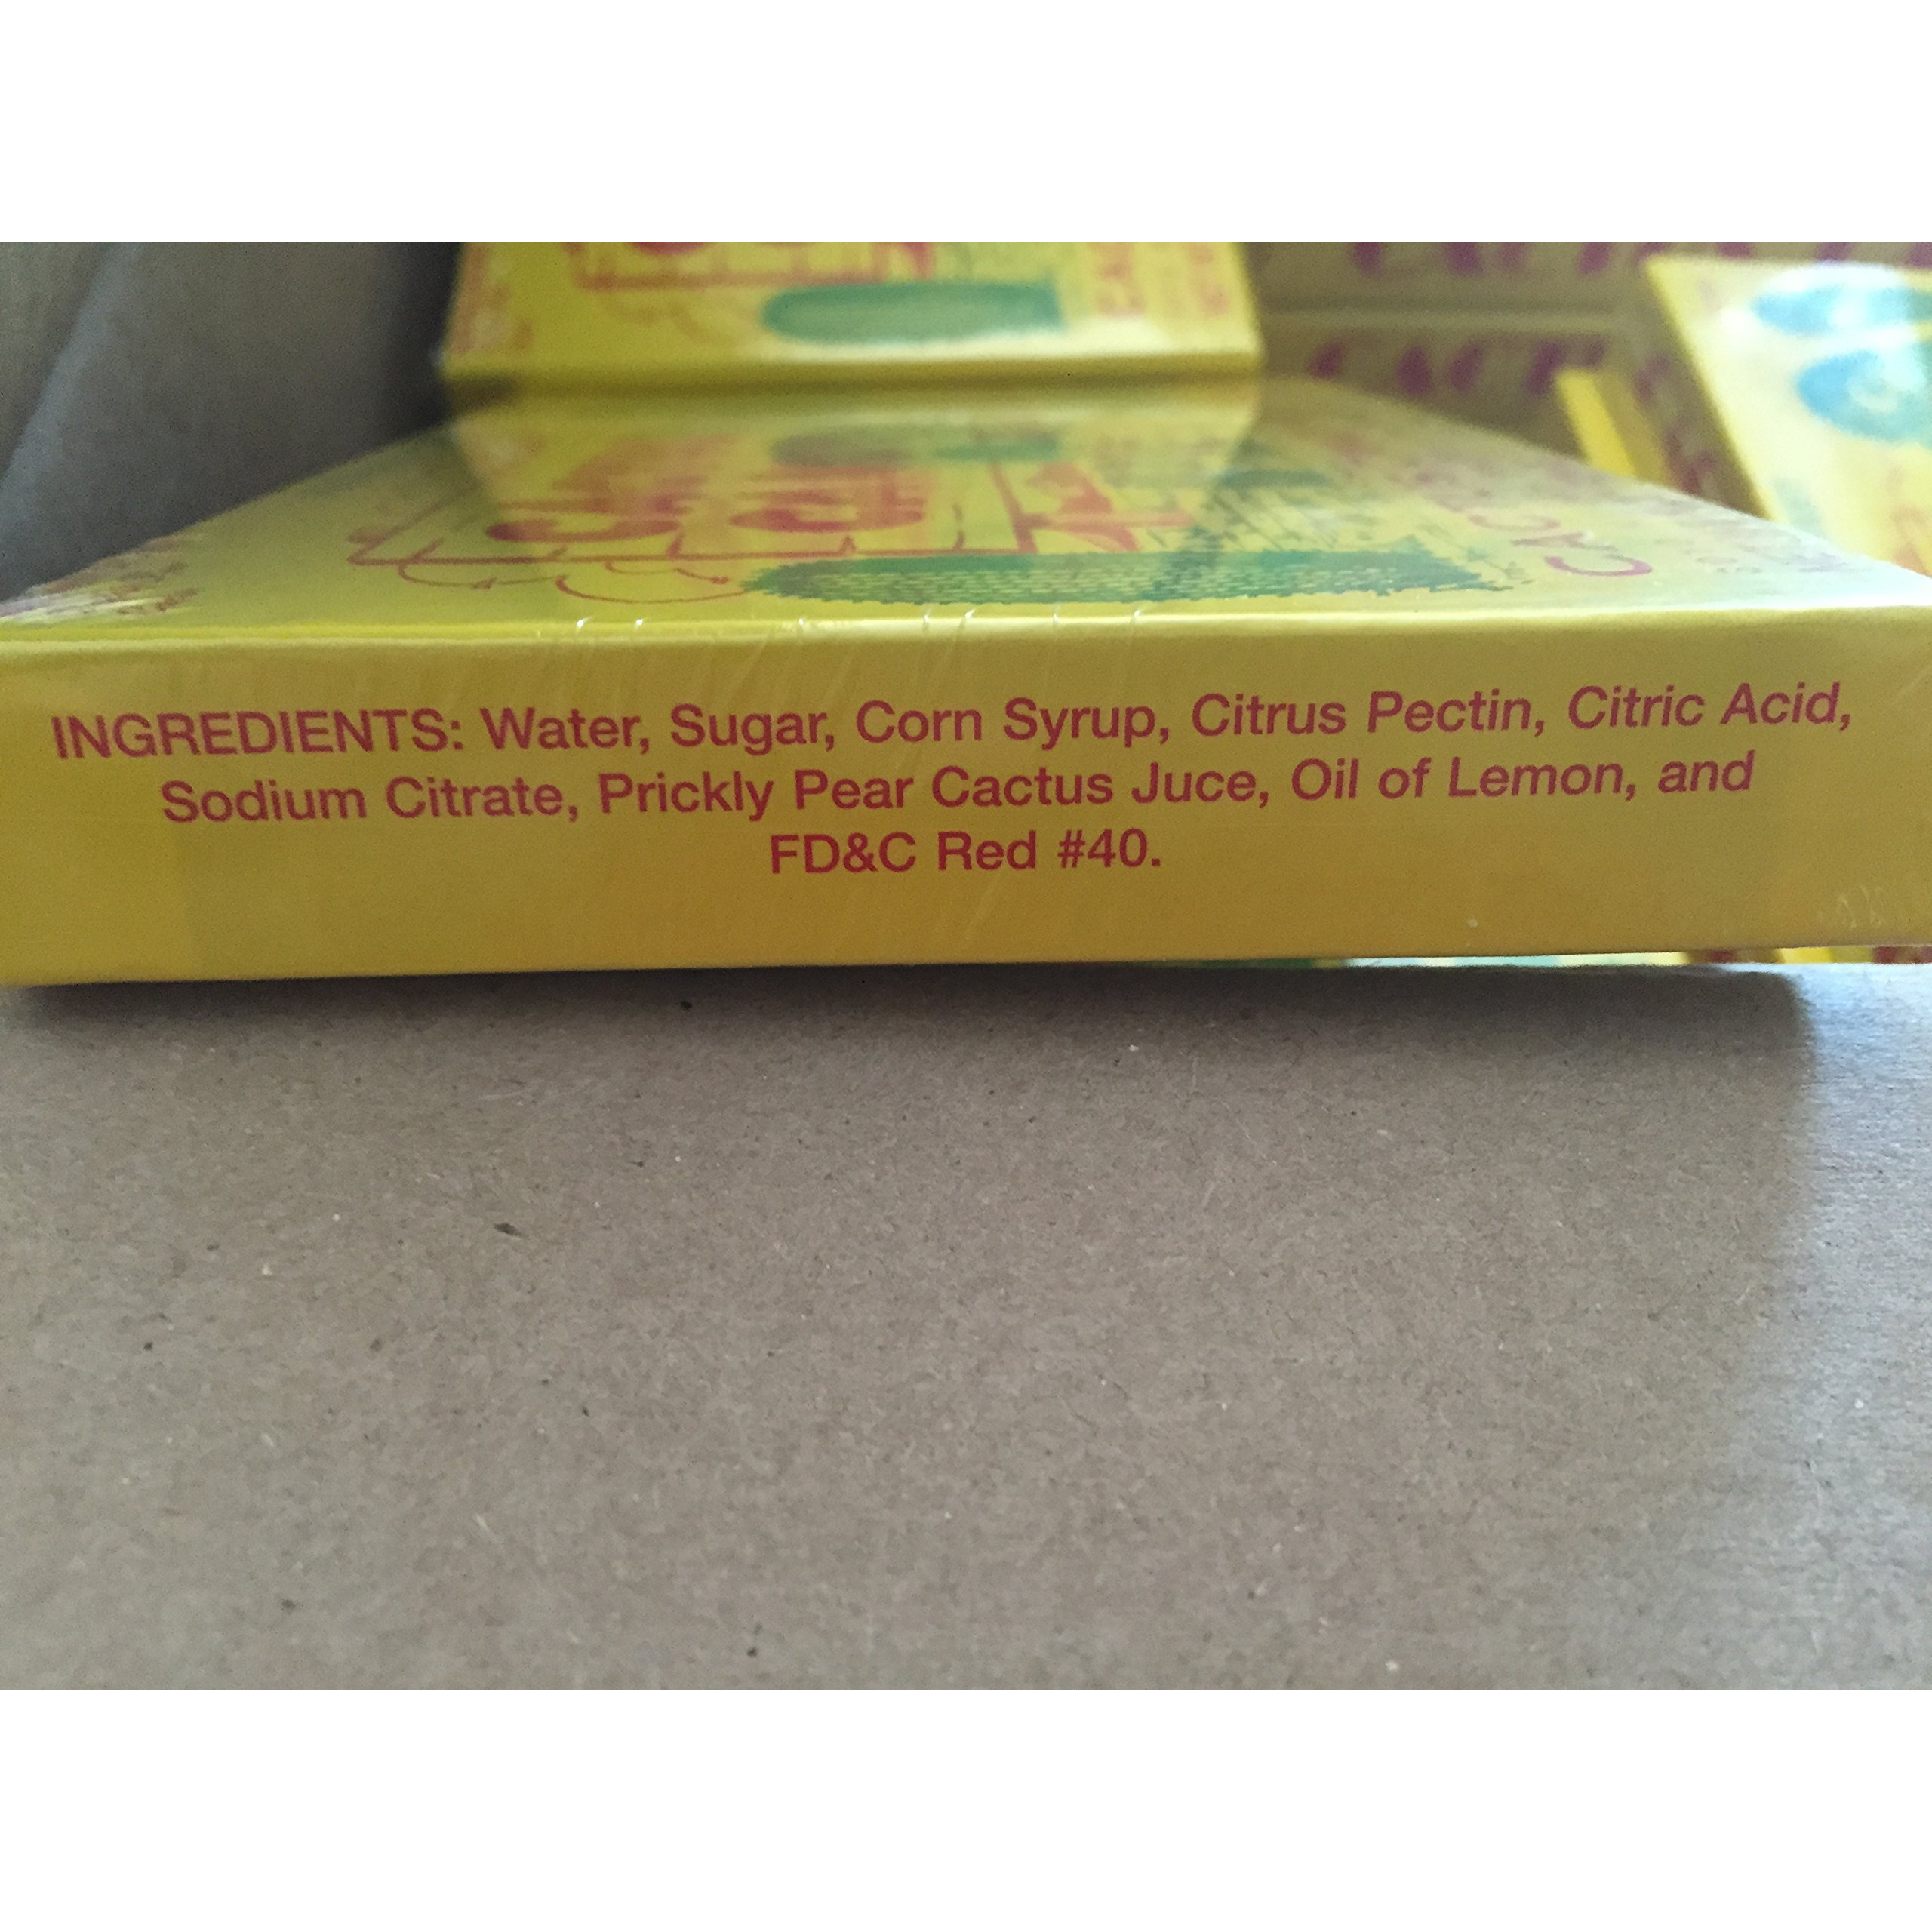 INGREDIENTS: Water, Sugar, Corn Syrup, Citrus Pectin, Citric Acid,
Sodium Citrate, Prickly Pear Cactus Juce, Oil of Lemon, and
FD&C Red #40.